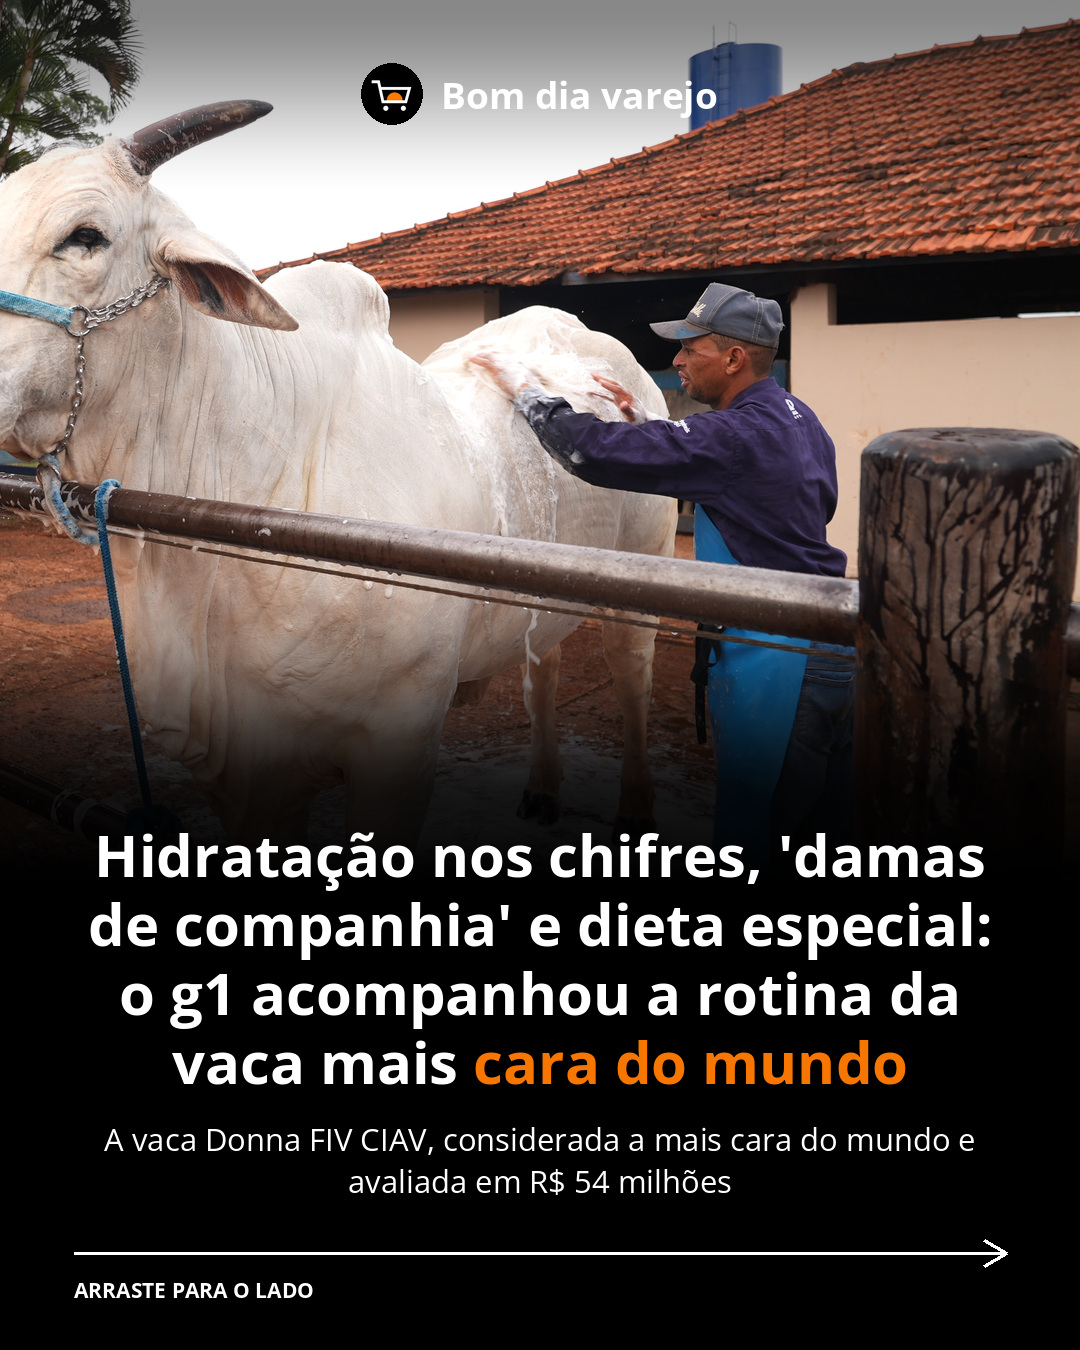 Bom dia varejo
Hidratação nos chifres, 'damas
de companhia' e dieta especial:
o g1 acompanhou a rotina da
vaca mais cara do mundo
A vaca Donna FIV CIAV, considerada a mais cara do mundo e
avaliada em R$ 54 milhões
ARRASTE PARA O LADO